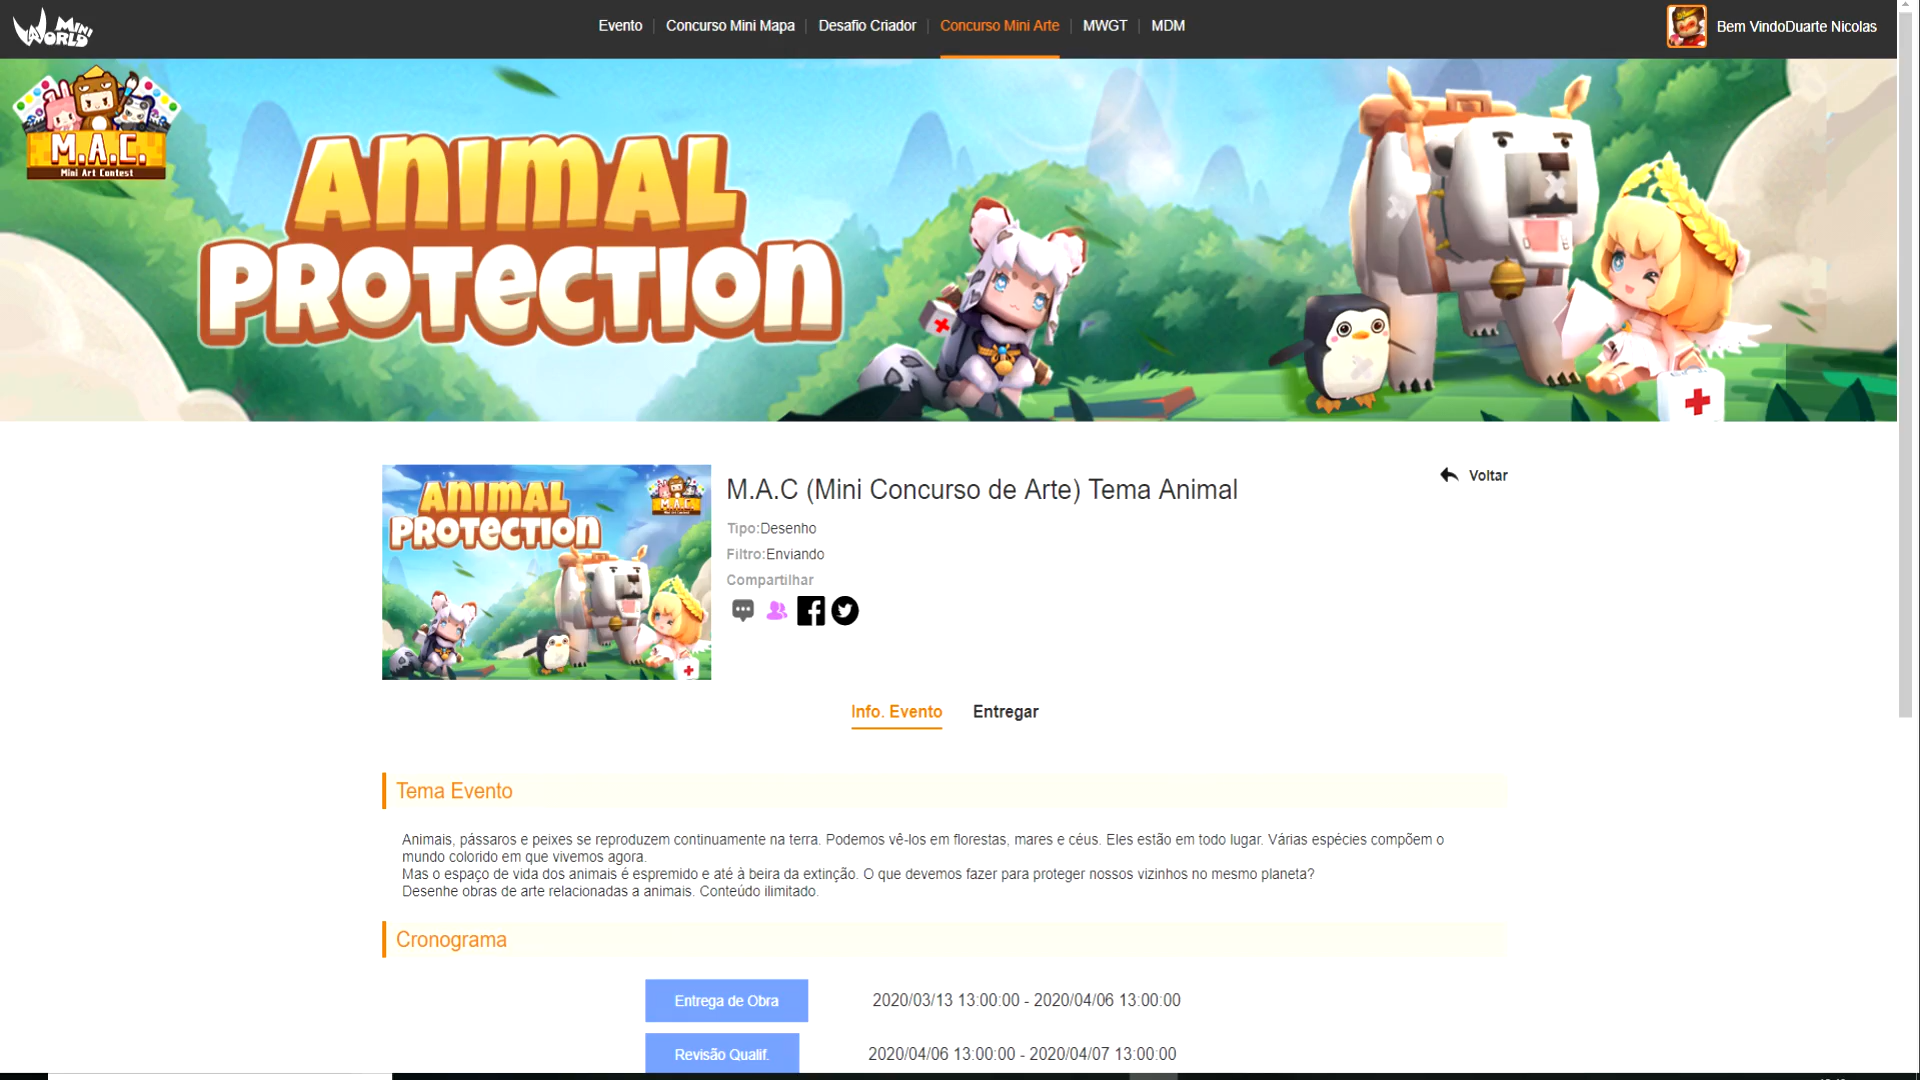 MINI WORLD
Evento
Concurso Mini Mapa
Desafio Criador
Concurso Mini Arte
MWGT
MDM
Bem VindoDuarte Nicolas
M.A.C.
Mini Art Contest
ANIMAL
PROTECTION
ANIMAL
PROTECTION
M.A.C.
M.A.C (Mini Concurso de Arte) Tema Animal
Voltar
Tipo:Desenho
Filtro:Enviando
Compartilhar
Info. Evento
Entregar
Tema Evento
Animais, pássaros e peixes se reproduzem continuamente na terra. Podemos vê-los em florestas, mares e céus. Eles estão em todo lugar. Várias espécies compõem o
mundo colorido em que vivemos agora.
Mas o espaço de vida dos animais é espremido e até à beira da extinção. O que devemos fazer para proteger nossos vizinhos no mesmo planeta?
Desenhe obras de arte relacionadas a animais. Conteúdo ilimitado.
Cronograma
Entrega de Obra
2020/03/13 13:00:00 - 2020/04/06 13:00:00
Revisão Qualif.
2020/04/06 13:00:00 - 2020/04/07 13:00:00